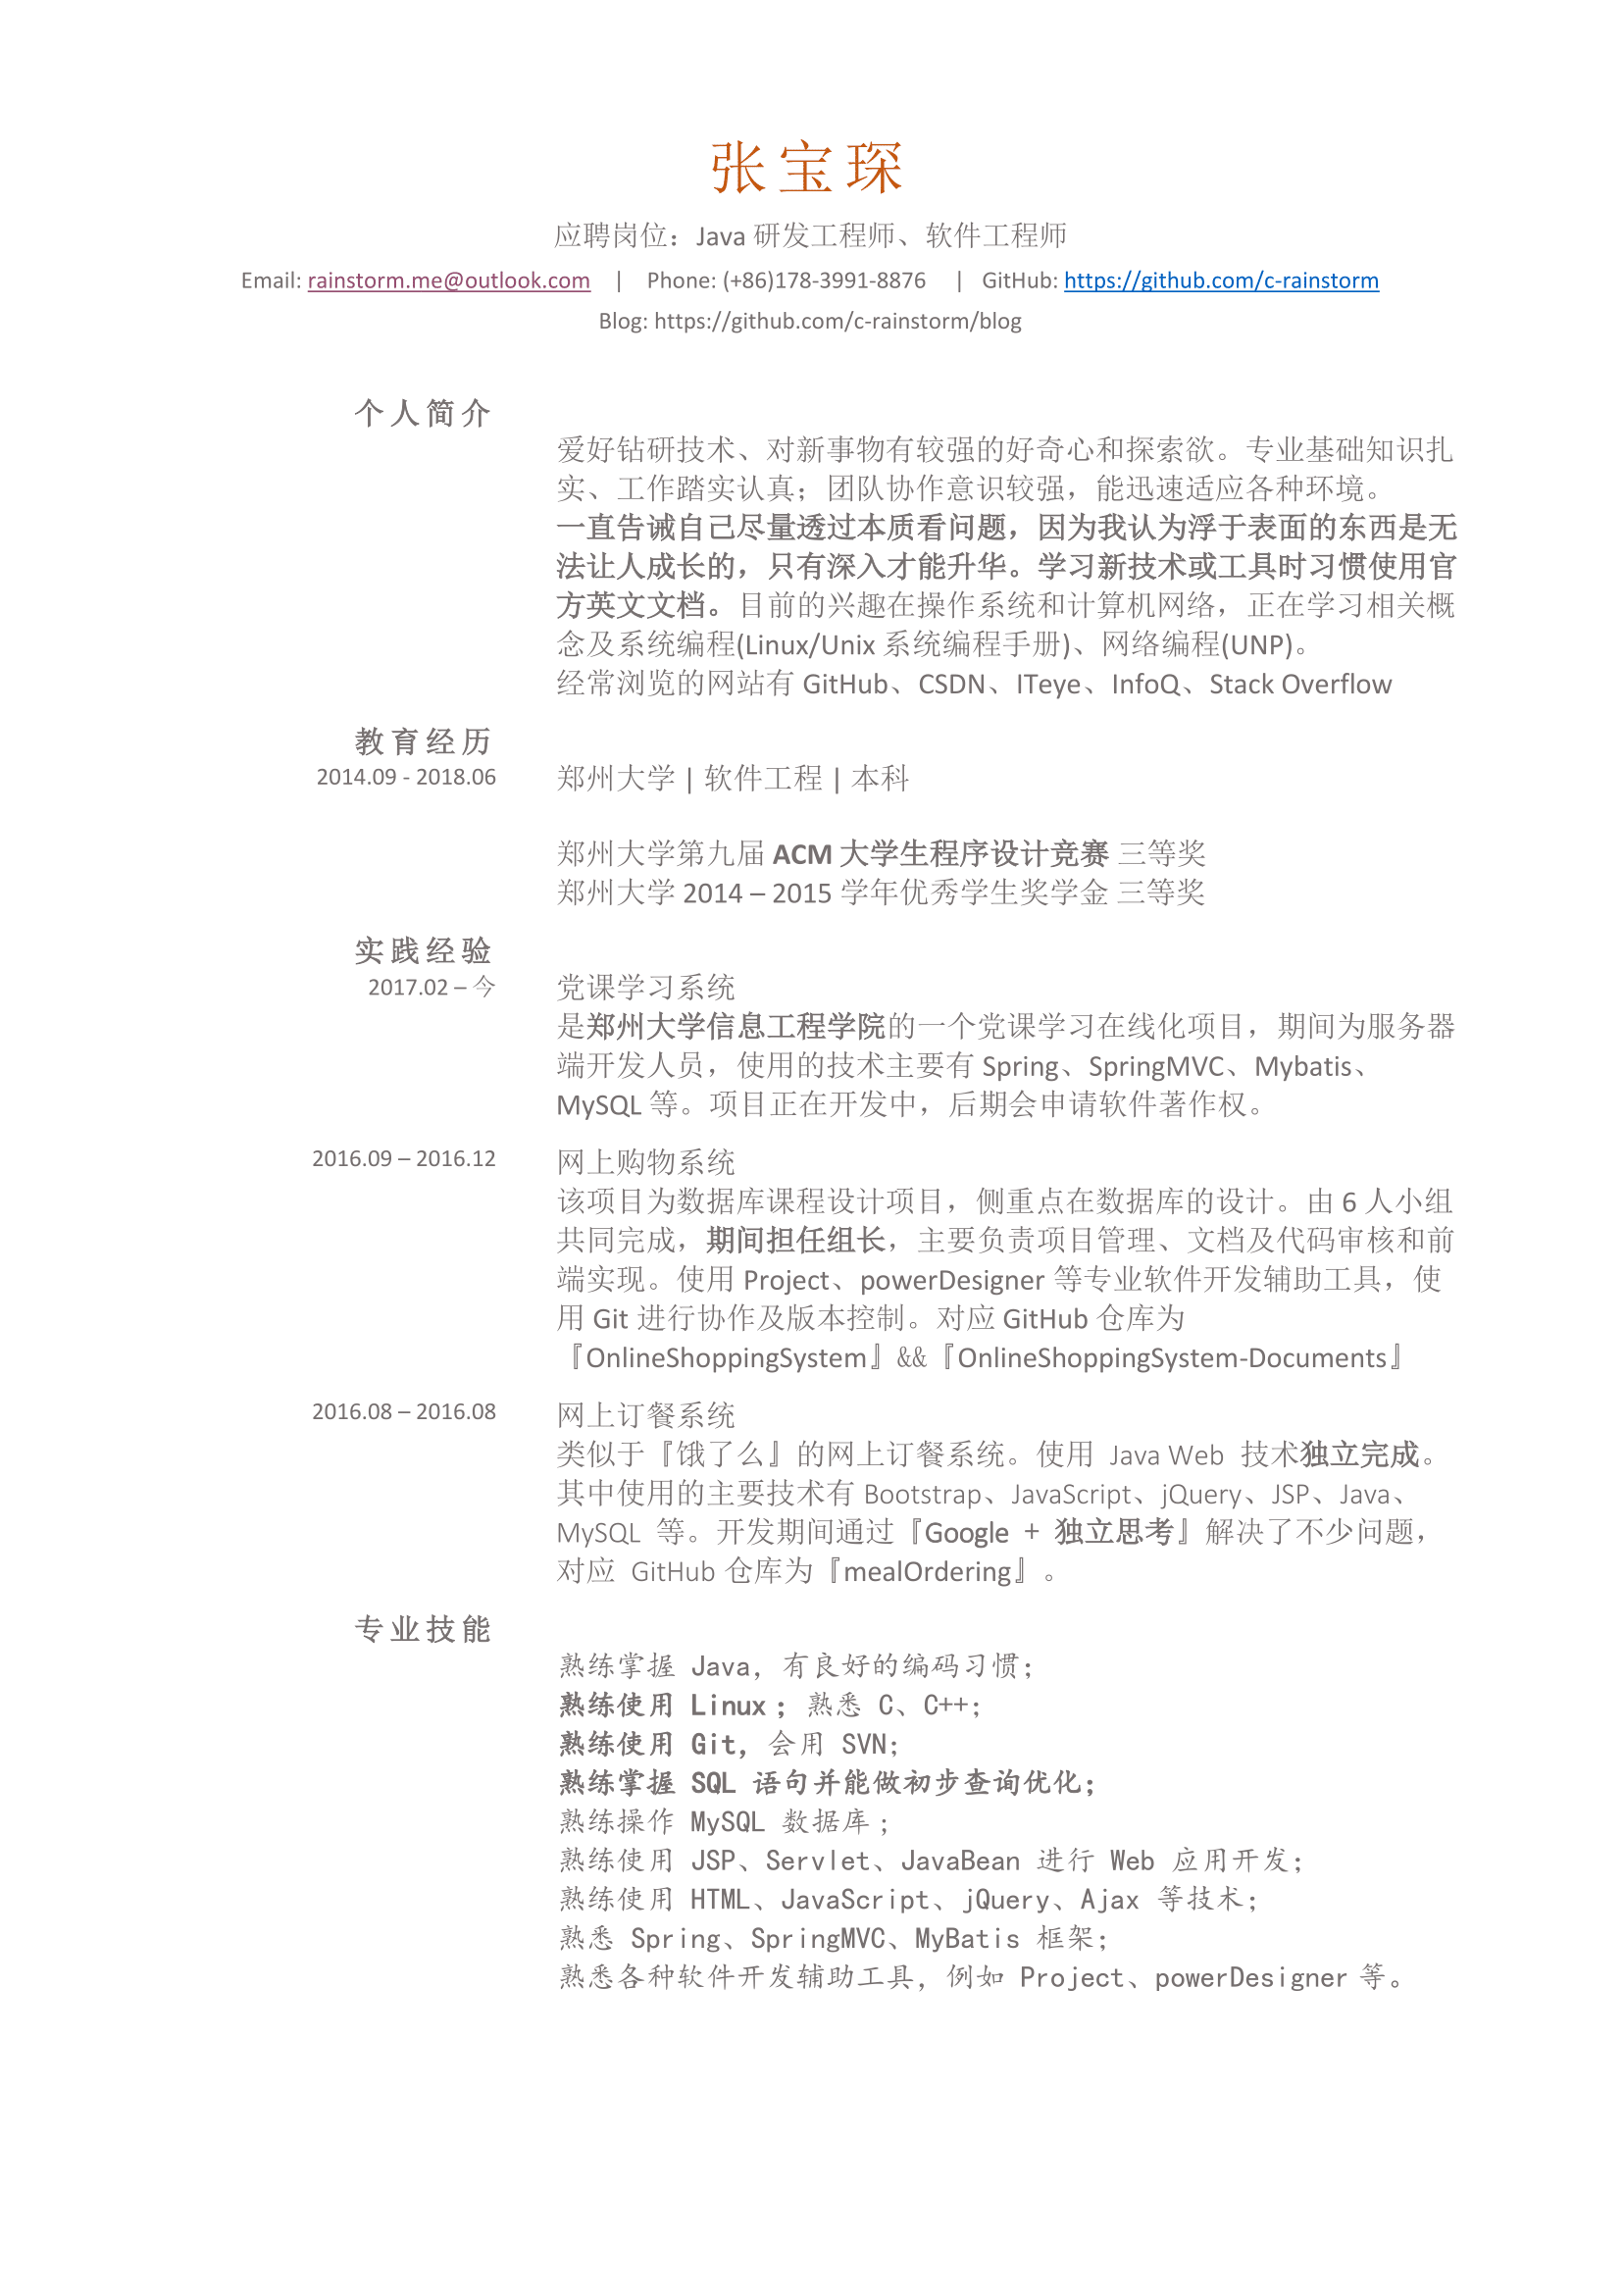 张宝琛
应聘岗位：Java 研发工程师、软件工程师
Email: rainstorm.me@outlook.com | Phone: (+86)178-3991-8876 | GitHub: https://github.com/c-rainstorm
Blog: https://github.com/c-rainstorm/blog
个人简介
爱好钻研技术、对新事物有较强的好奇心和探索欲。专业基础知识扎
实、工作踏实认真；团队协作意识较强，能迅速适应各种环境。
一直告诫自己尽量透过本质看问题，因为我认为浮于表面的东西是无
法让人成长的，只有深入才能升华。学习新技术或工具时习惯使用官
方英文文档。目前的兴趣在操作系统和计算机网络，正在学习相关概
念及系统编程(Linux/Unix 系统编程手册)、网络编程(UNP)。
经常浏览的网站有 GitHub、CSDN、ITeye、InfoQ、Stack Overflow
教育经历
2014.09 - 2018.06 郑州大学 | 软件工程 | 本科
郑州大学第九届 ACM 大学生程序设计竞赛 三等奖
郑州大学 2014 – 2015 学年优秀学生奖学金 三等奖
实践经验
2017.02 – 今 党课学习系统
是郑州大学信息工程学院的一个党课学习在线化项目，期间为服务器
端开发人员，使用的技术主要有 Spring、SpringMVC、Mybatis、
MySQL 等。项目正在开发中，后期会申请软件著作权。
2016.09 – 2016.12 网上购物系统
该项目为数据库课程设计项目，侧重点在数据库的设计。由 6 人小组
共同完成，期间担任组长，主要负责项目管理、文档及代码审核和前
端实现。使用 Project、powerDesigner 等专业软件开发辅助工具，使
用 Git 进行协作及版本控制。对应 GitHub 仓库为
『OnlineShoppingSystem』&&『OnlineShoppingSystem-Documents』
2016.08 – 2016.08 网上订餐系统
类似于『饿了么』的网上订餐系统。使用 Java Web 技术独立完成。
其中使用的主要技术有 Bootstrap、JavaScript、jQuery、JSP、Java、
MySQL 等。开发期间通过『Google + 独立思考』解决了不少问题，
对应 GitHub 仓库为『mealOrdering』。
专业技能
熟练掌握 Java，有良好的编码习惯；
熟练使用 Linux ；熟悉 C、C++；
熟练使用 Git，会用 SVN；
熟练掌握 SQL 语句并能做初步查询优化；
熟练操作 MySQL 数据库 ；
熟练使用 JSP、Servlet、JavaBean 进行 Web 应用开发；
熟练使用 HTML、JavaScript、jQuery、Ajax 等技术；
熟悉 Spring、SpringMVC、MyBatis 框架；
熟悉各种软件开发辅助工具，例如 Project、powerDesigner 等。